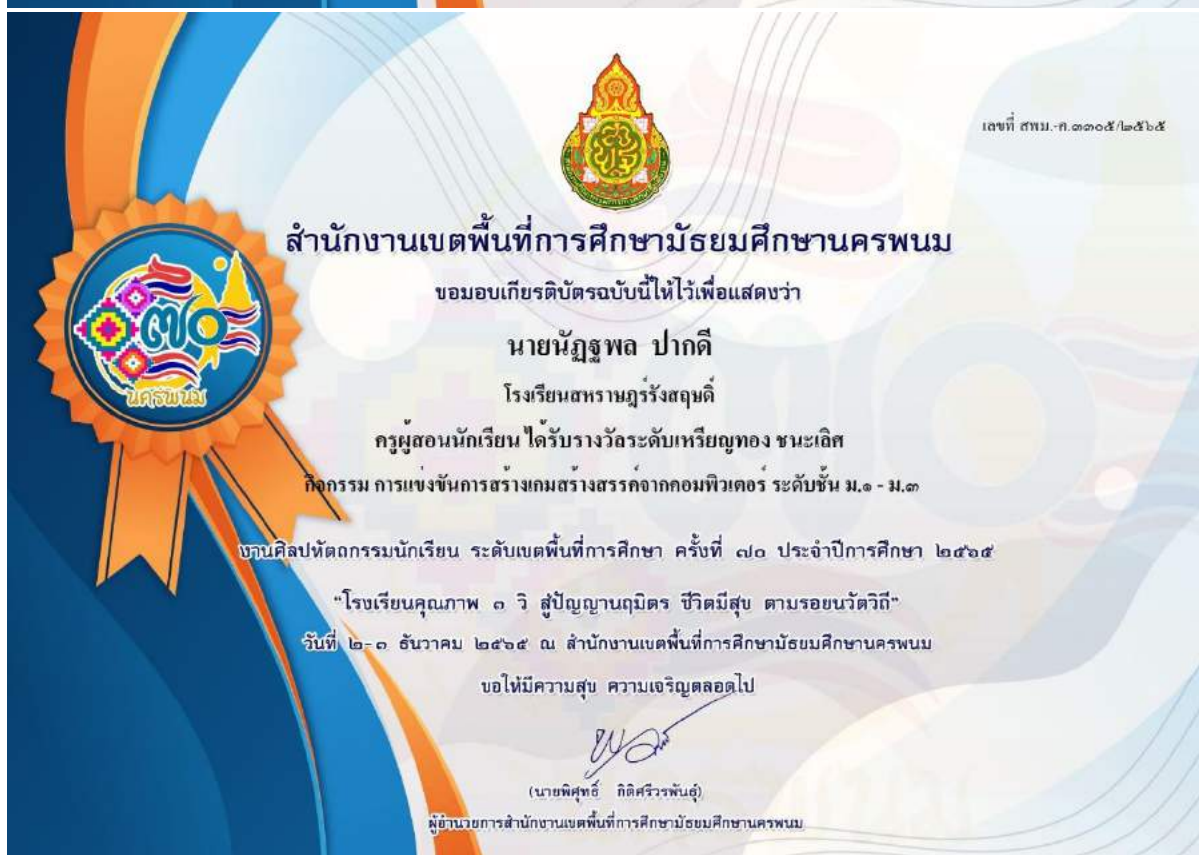 เลขที่ สพม.-ค.๓๓๐๕/๒๕๖๕
สำนักงานเขตพื้นที่การศึกษามัธยมศึกษานครพนม
ขอมอบเกียรติบัตรฉบับนี้ให้ไว้เพื่อแสดงว่า
นายนัฏฐพล ปากดี
โรงเรียนสหราษฎร์รังสฤษดิ์
ครูผู้สอนนักเรียน ได้รับรางวัลระดับเหรียญทอง ชนะเลิศ
กิจกรรม การแข่งขันการสร้างเกมสร้างสรรค์จากคอมพิวเตอร์ ระดับชั้น ม.๑ - ม.๓
งานศิลปหัตถกรรมนักเรียน ระดับเขตพื้นที่การศึกษา ครั้งที่ ๗๐ ประจำปีการศึกษา ๒๕๖๕
"โรงเรียนคุณภาพ ๓ วิ สู่ปัญญานฤมิตร ชีวิตมีสุข ตามรอยนวัตวิถี"
วันที่ ๒-๓ ธันวาคม ๒๕๖๕ ณ สำนักงานเขตพื้นที่การศึกษามัธยมศึกษานครพนม
ขอให้มีความสุข ความเจริญตลอดไป
(นายพิศุทธิ์ กิติศรีวรพันธุ์)
ผู้อำนวยการสำนักงานเขตพื้นที่การศึกษามัธยมศึกษานครพนม
๗๐
นครพนม